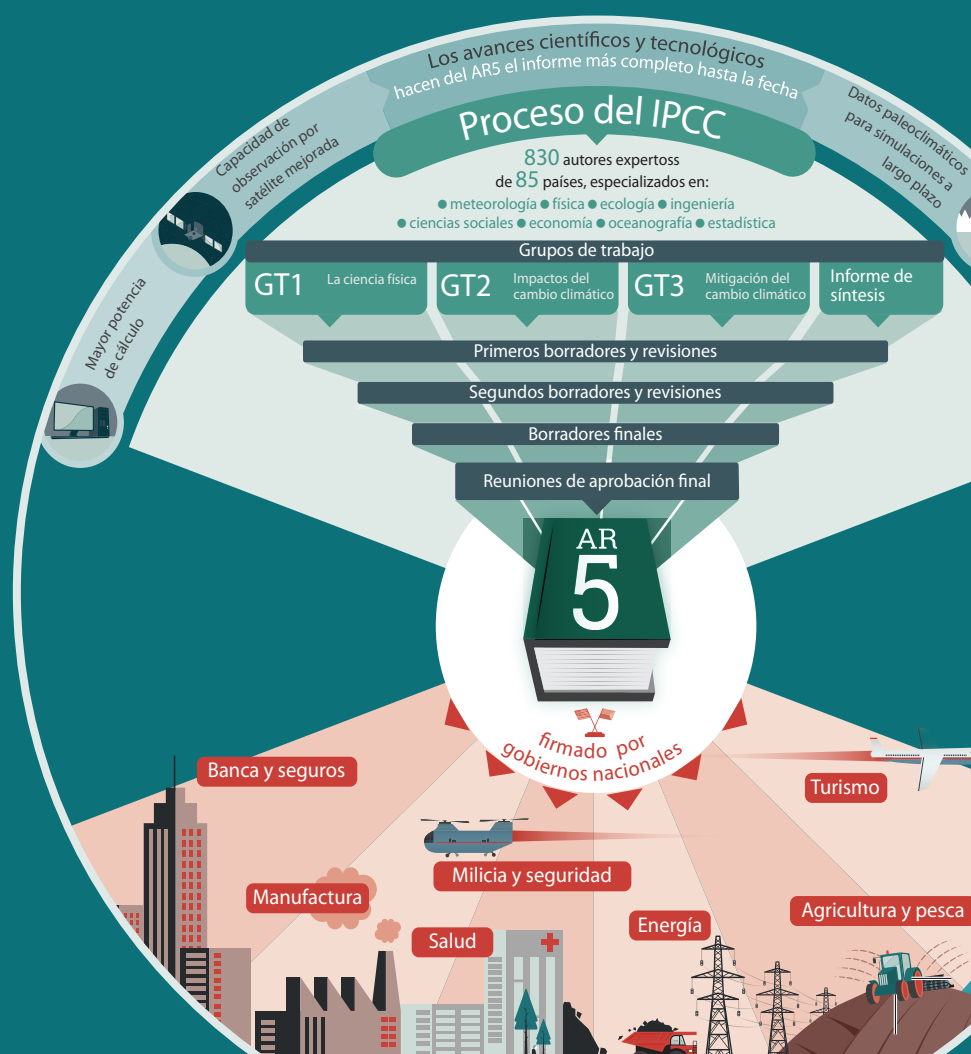 Los avances científicos y tecnológicos
hacen del AR5 el informe más completo hasta la fecha
Capacidad de
observación por
satélite mejorada
Mayor potencia
de cálculo
Datos paleoclimáticos
para simulaciones a
largo plazo
Proceso del IPCC
830 autores expertoss
de 85 países, especializados en:
● meteorología ● física ● ecología ● ingeniería
● ciencias sociales ● economía ● oceanografía ● estadística
Grupos de trabajo
GT1
La ciencia física
GT2
Impactos del
cambio climático
GT3
Mitigación del
cambio climático
Informe de
síntesis
Primeros borradores y revisiones
Segundos borradores y revisiones
Borradores finales
Reuniones de aprobación final
AR
5
firmado por
gobiernos nacionales
Banca y seguros
Turismo
Milicia y seguridad
Manufactura
Agricultura y pesca
Energía
Salud